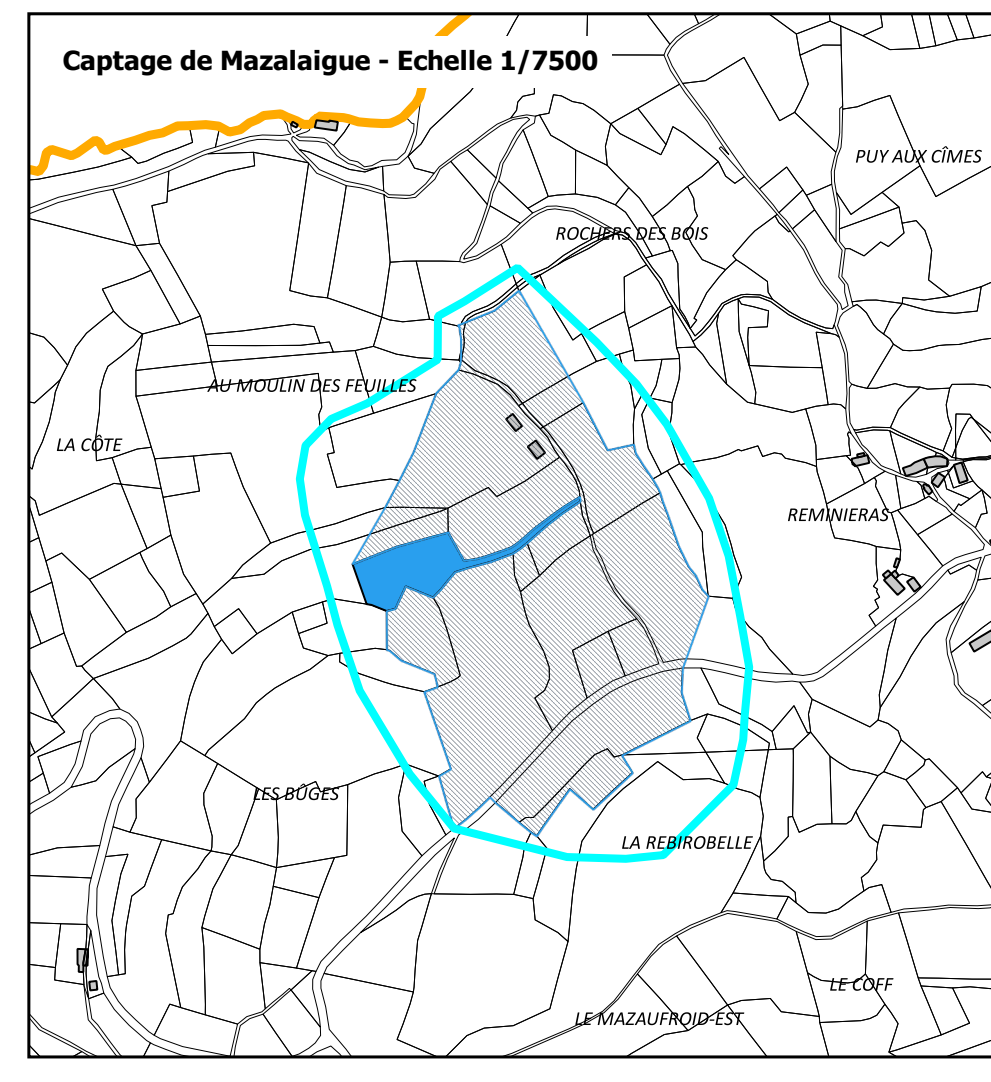 Captage de Mazalaigue - Echelle 1/7500
PUY AUX CÎMES
ROCHERS DES BOIS
AU MOULIN DES FEUILLES
LA CÔTE
REMINIERAS
LES BÛGES
LA REBIROBELLE
LE COFF
LE MAZAUFROID-EST